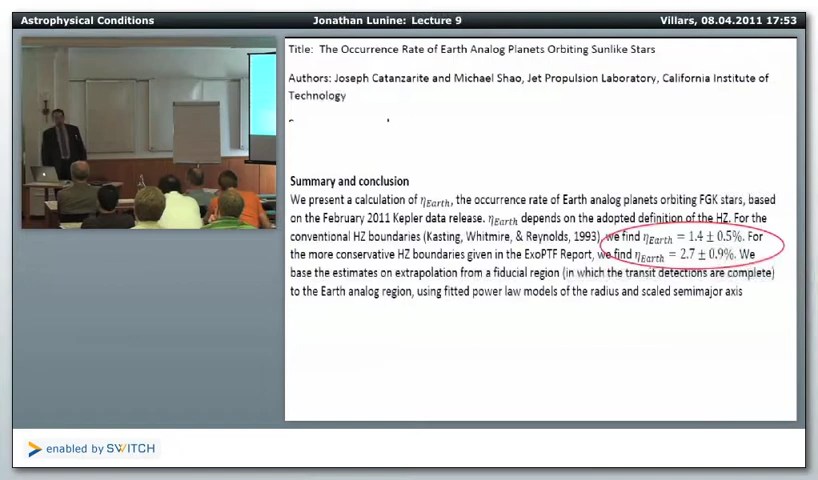 Astrophysical Conditions
Jonathan Lunine: Lecture 9
Villars, 08.04.2011 17:53
Title: The Occurrence Rate of Earth Analog Planets Orbiting Sunlike Stars
Authors: Joseph Catanzarite and Michael Shao, Jet Propulsion Laboratory, California Institute of
Technology
Summary and conclusion
We present a calculation of η_Earth, the occurrence rate of Earth analog planets orbiting FGK stars, based
on the February 2011 Kepler data release. η_Earth depends on the adopted definition of the HZ. For the
conventional HZ boundaries (Kasting, Whitmire, & Reynolds, 1993), we find η_Earth = 1.4 ± 0.5%. For
the more conservative HZ boundaries given in the ExoPTF Report, we find η_Earth = 2.7 ± 0.9%. We
base the estimates on extrapolation from a fiducial region (in which the transit detections are complete)
to the Earth analog region, using fitted power law models of the radius and scaled semimajor axis
enabled by SWITCH